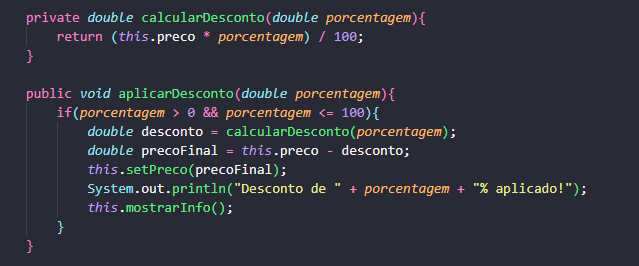 private double calcularDesconto(double porcentagem){
return (this.preco * porcentagem) / 100;
}
public void aplicarDesconto(double porcentagem){
if(porcentagem > 0 && porcentagem <= 100){
double desconto = calcularDesconto(porcentagem);
double precoFinal = this.preco - desconto;
this.setPreco(precoFinal);
System.out.println("Desconto de " + porcentagem + "% aplicado!");
this.mostrarInfo();
}
}